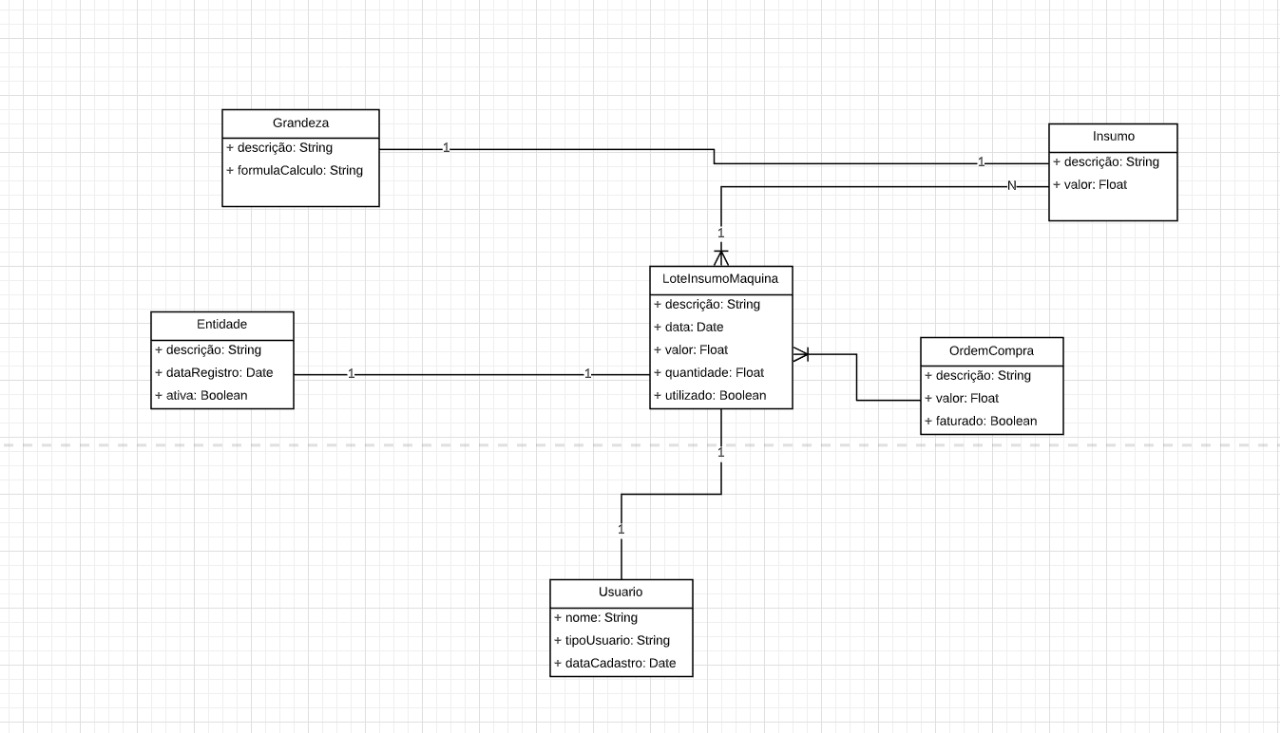 Grandeza
+ descrição: String
+ formulaCalculo: String
1
1
Insumo
+ descrição: String
+ valor: Float
N
1
LoteInsumoMaquina
+ descrição: String
+ data: Date
+ valor: Float
+ quantidade: Float
+ utilizado: Boolean
Entidade
+ descrição: String
+ dataRegistro: Date
+ ativa: Boolean
1
1
OrdemCompra
+ descrição: String
+ valor: Float
+ faturado: Boolean
1
1
Usuario
+ nome: String
+ tipoUsuario: String
+ dataCadastro: Date